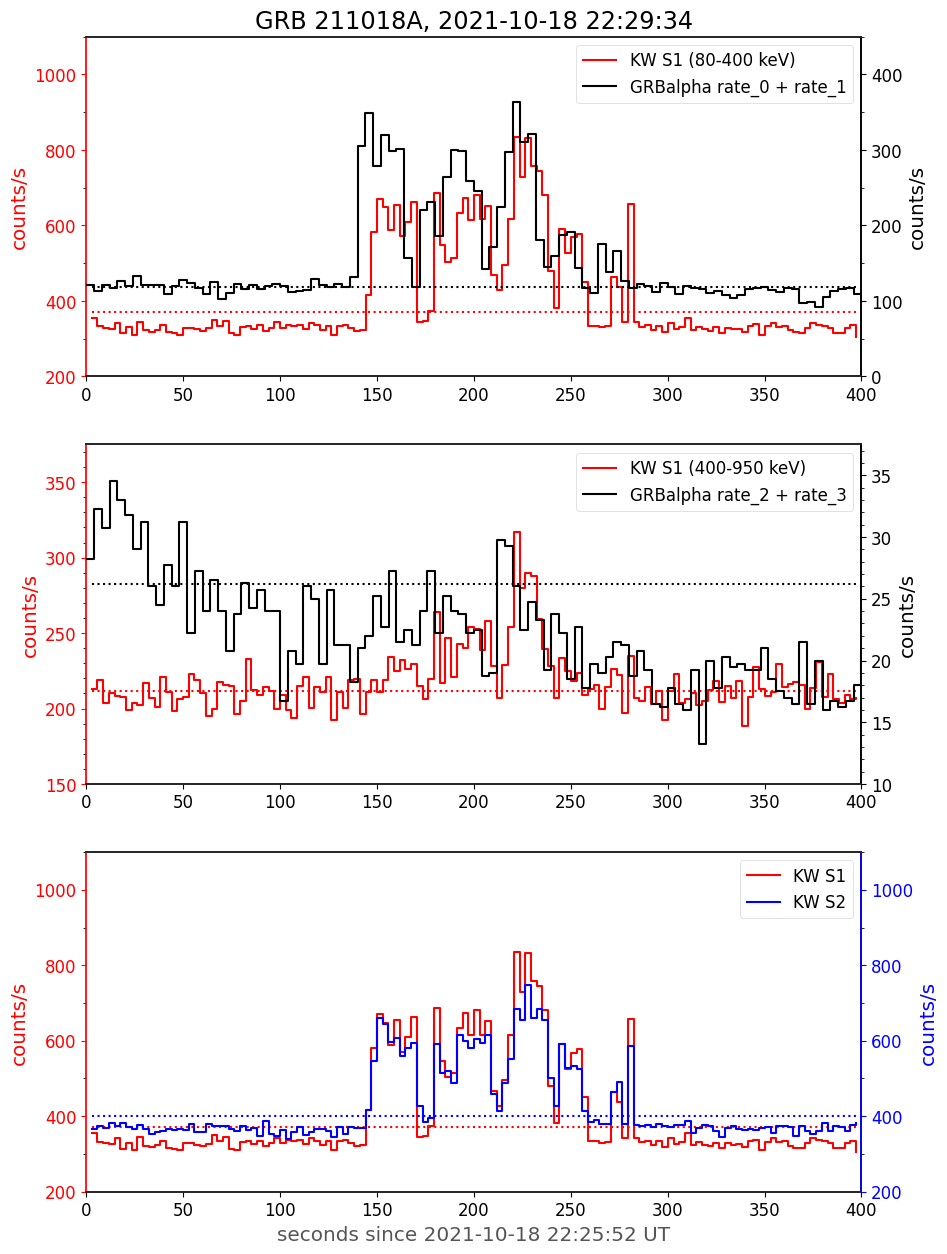 GRB 211018A, 2021-10-18 22:29:34
KW S1 (80-400 keV)
GRBalpha rate_0 + rate_1
counts/s
counts/s
1000
800
600
400
200
400
300
200
100
0
0 50 100 150 200 250 300 350 400
KW S1 (400-950 keV)
GRBalpha rate_2 + rate_3
counts/s
counts/s
350
300
250
200
150
35
30
25
20
15
10
0 50 100 150 200 250 300 350 400
KW S1
KW S2
counts/s
counts/s
1000
800
600
400
200
1000
800
600
400
200
0 50 100 150 200 250 300 350 400
seconds since 2021-10-18 22:25:52 UT